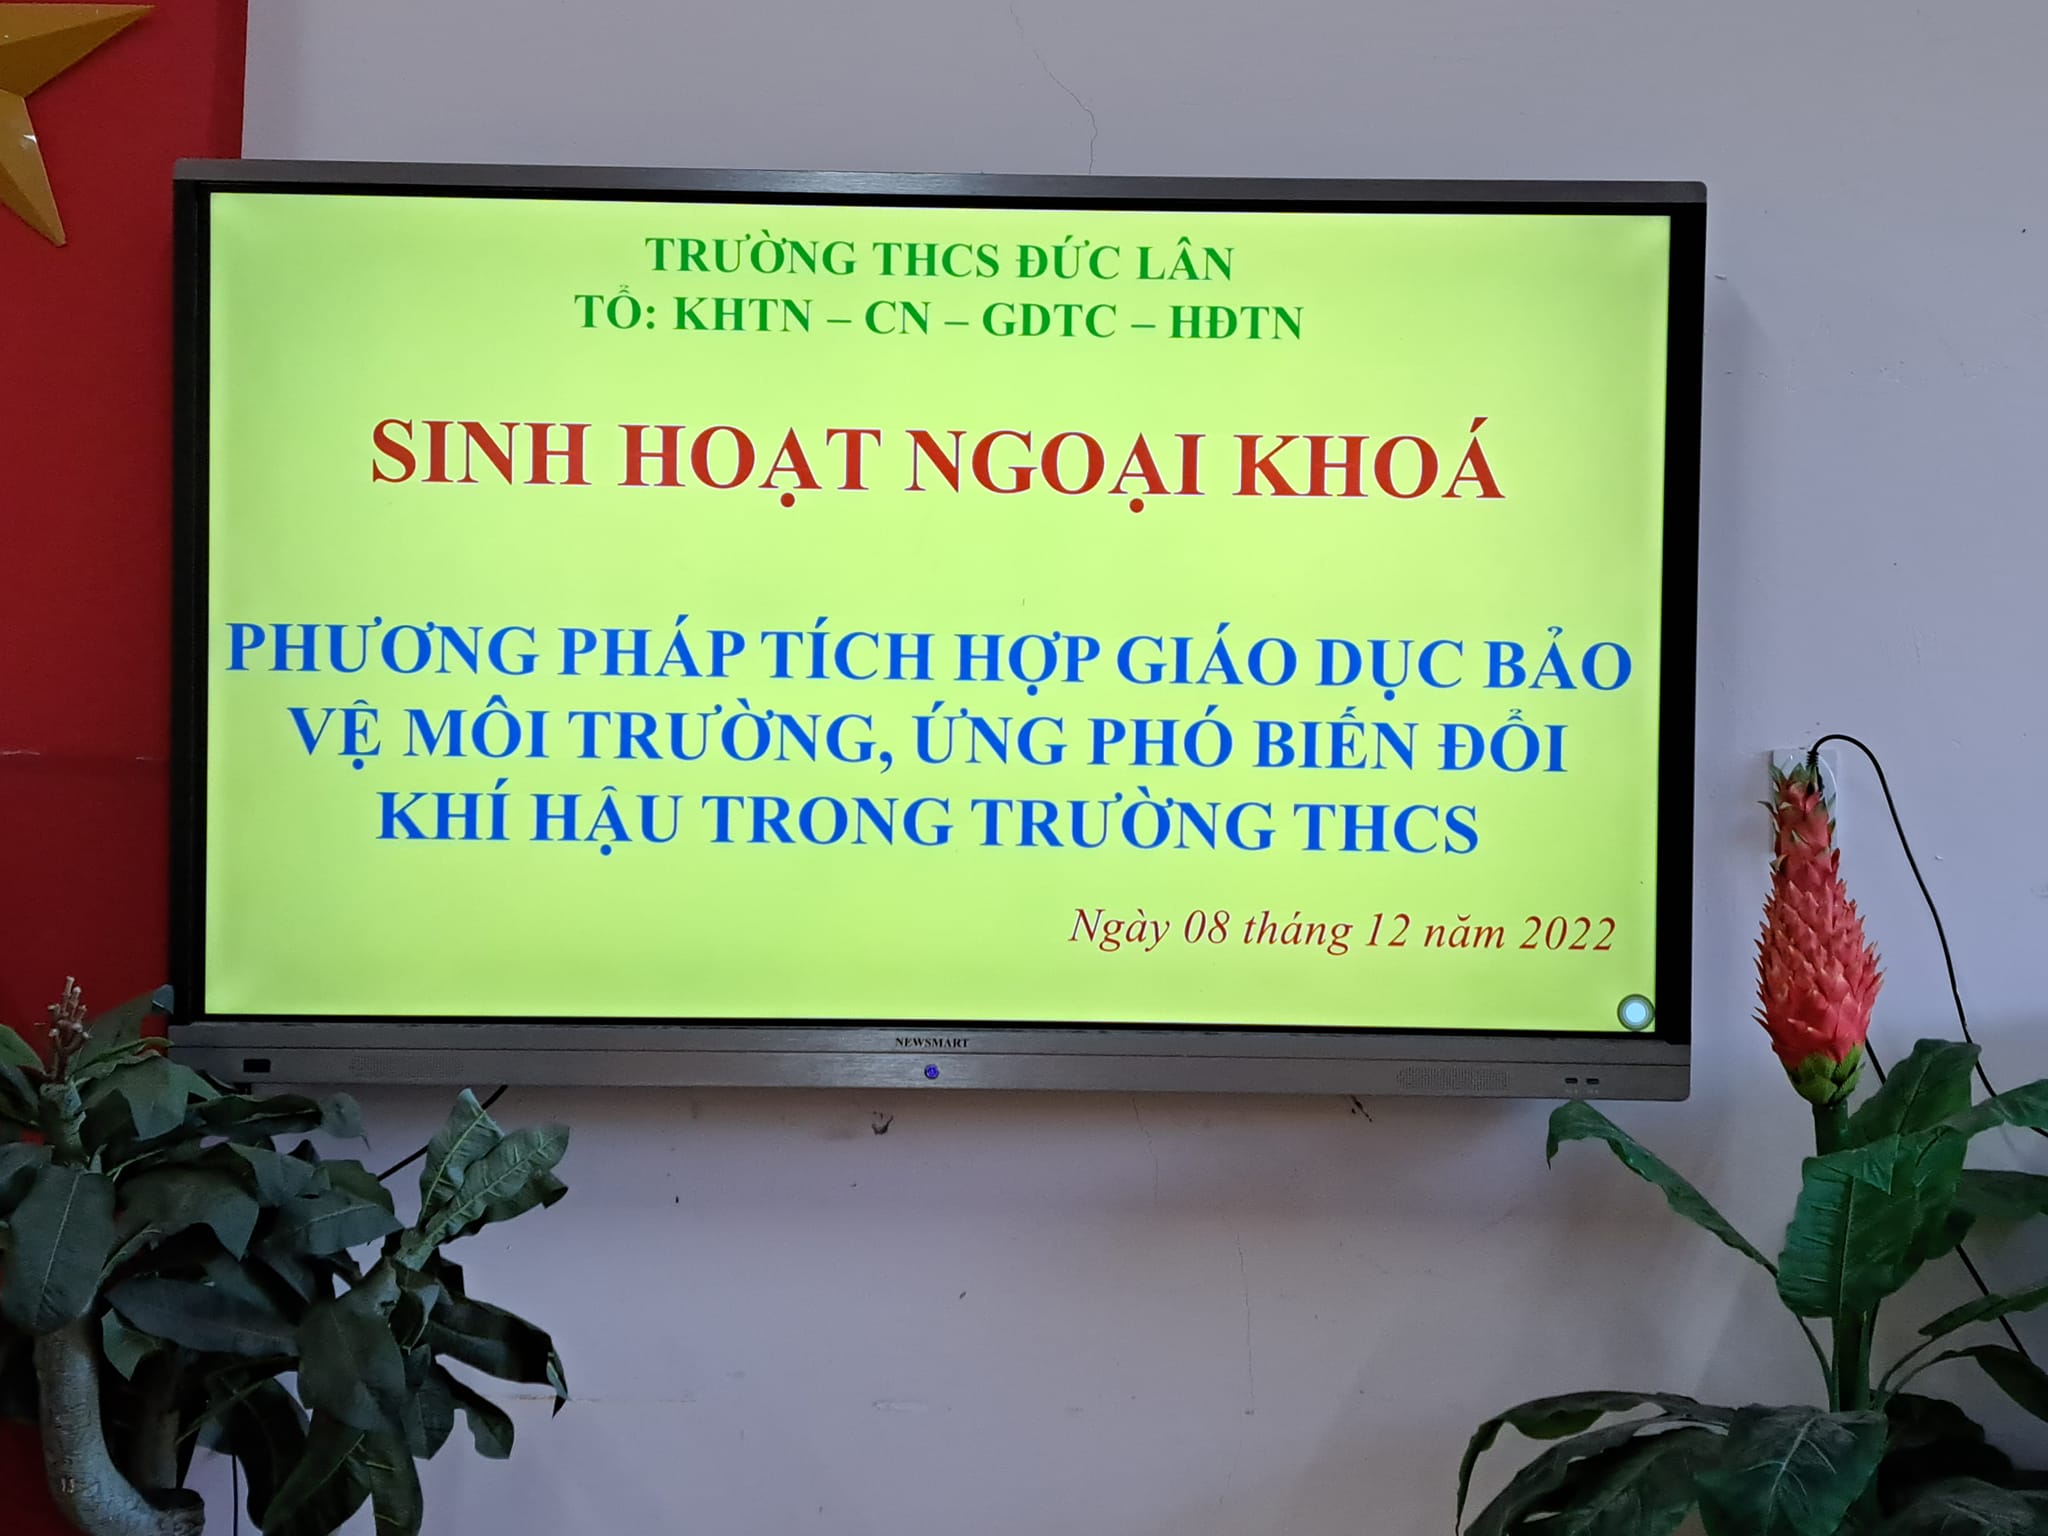 TRƯỜNG THCS ĐỨC LÂN
TỔ: KHTN – CN – GDTC – HĐTN
SINH HOẠT NGOẠI KHOÁ
PHƯƠNG PHÁP TÍCH HỢP GIÁO DỤC BẢO
VỆ MÔI TRƯỜNG, ỨNG PHÓ BIẾN ĐỔI
KHÍ HẬU TRONG TRƯỜNG THCS
Ngày 08 tháng 12 năm 2022
NEWSMART